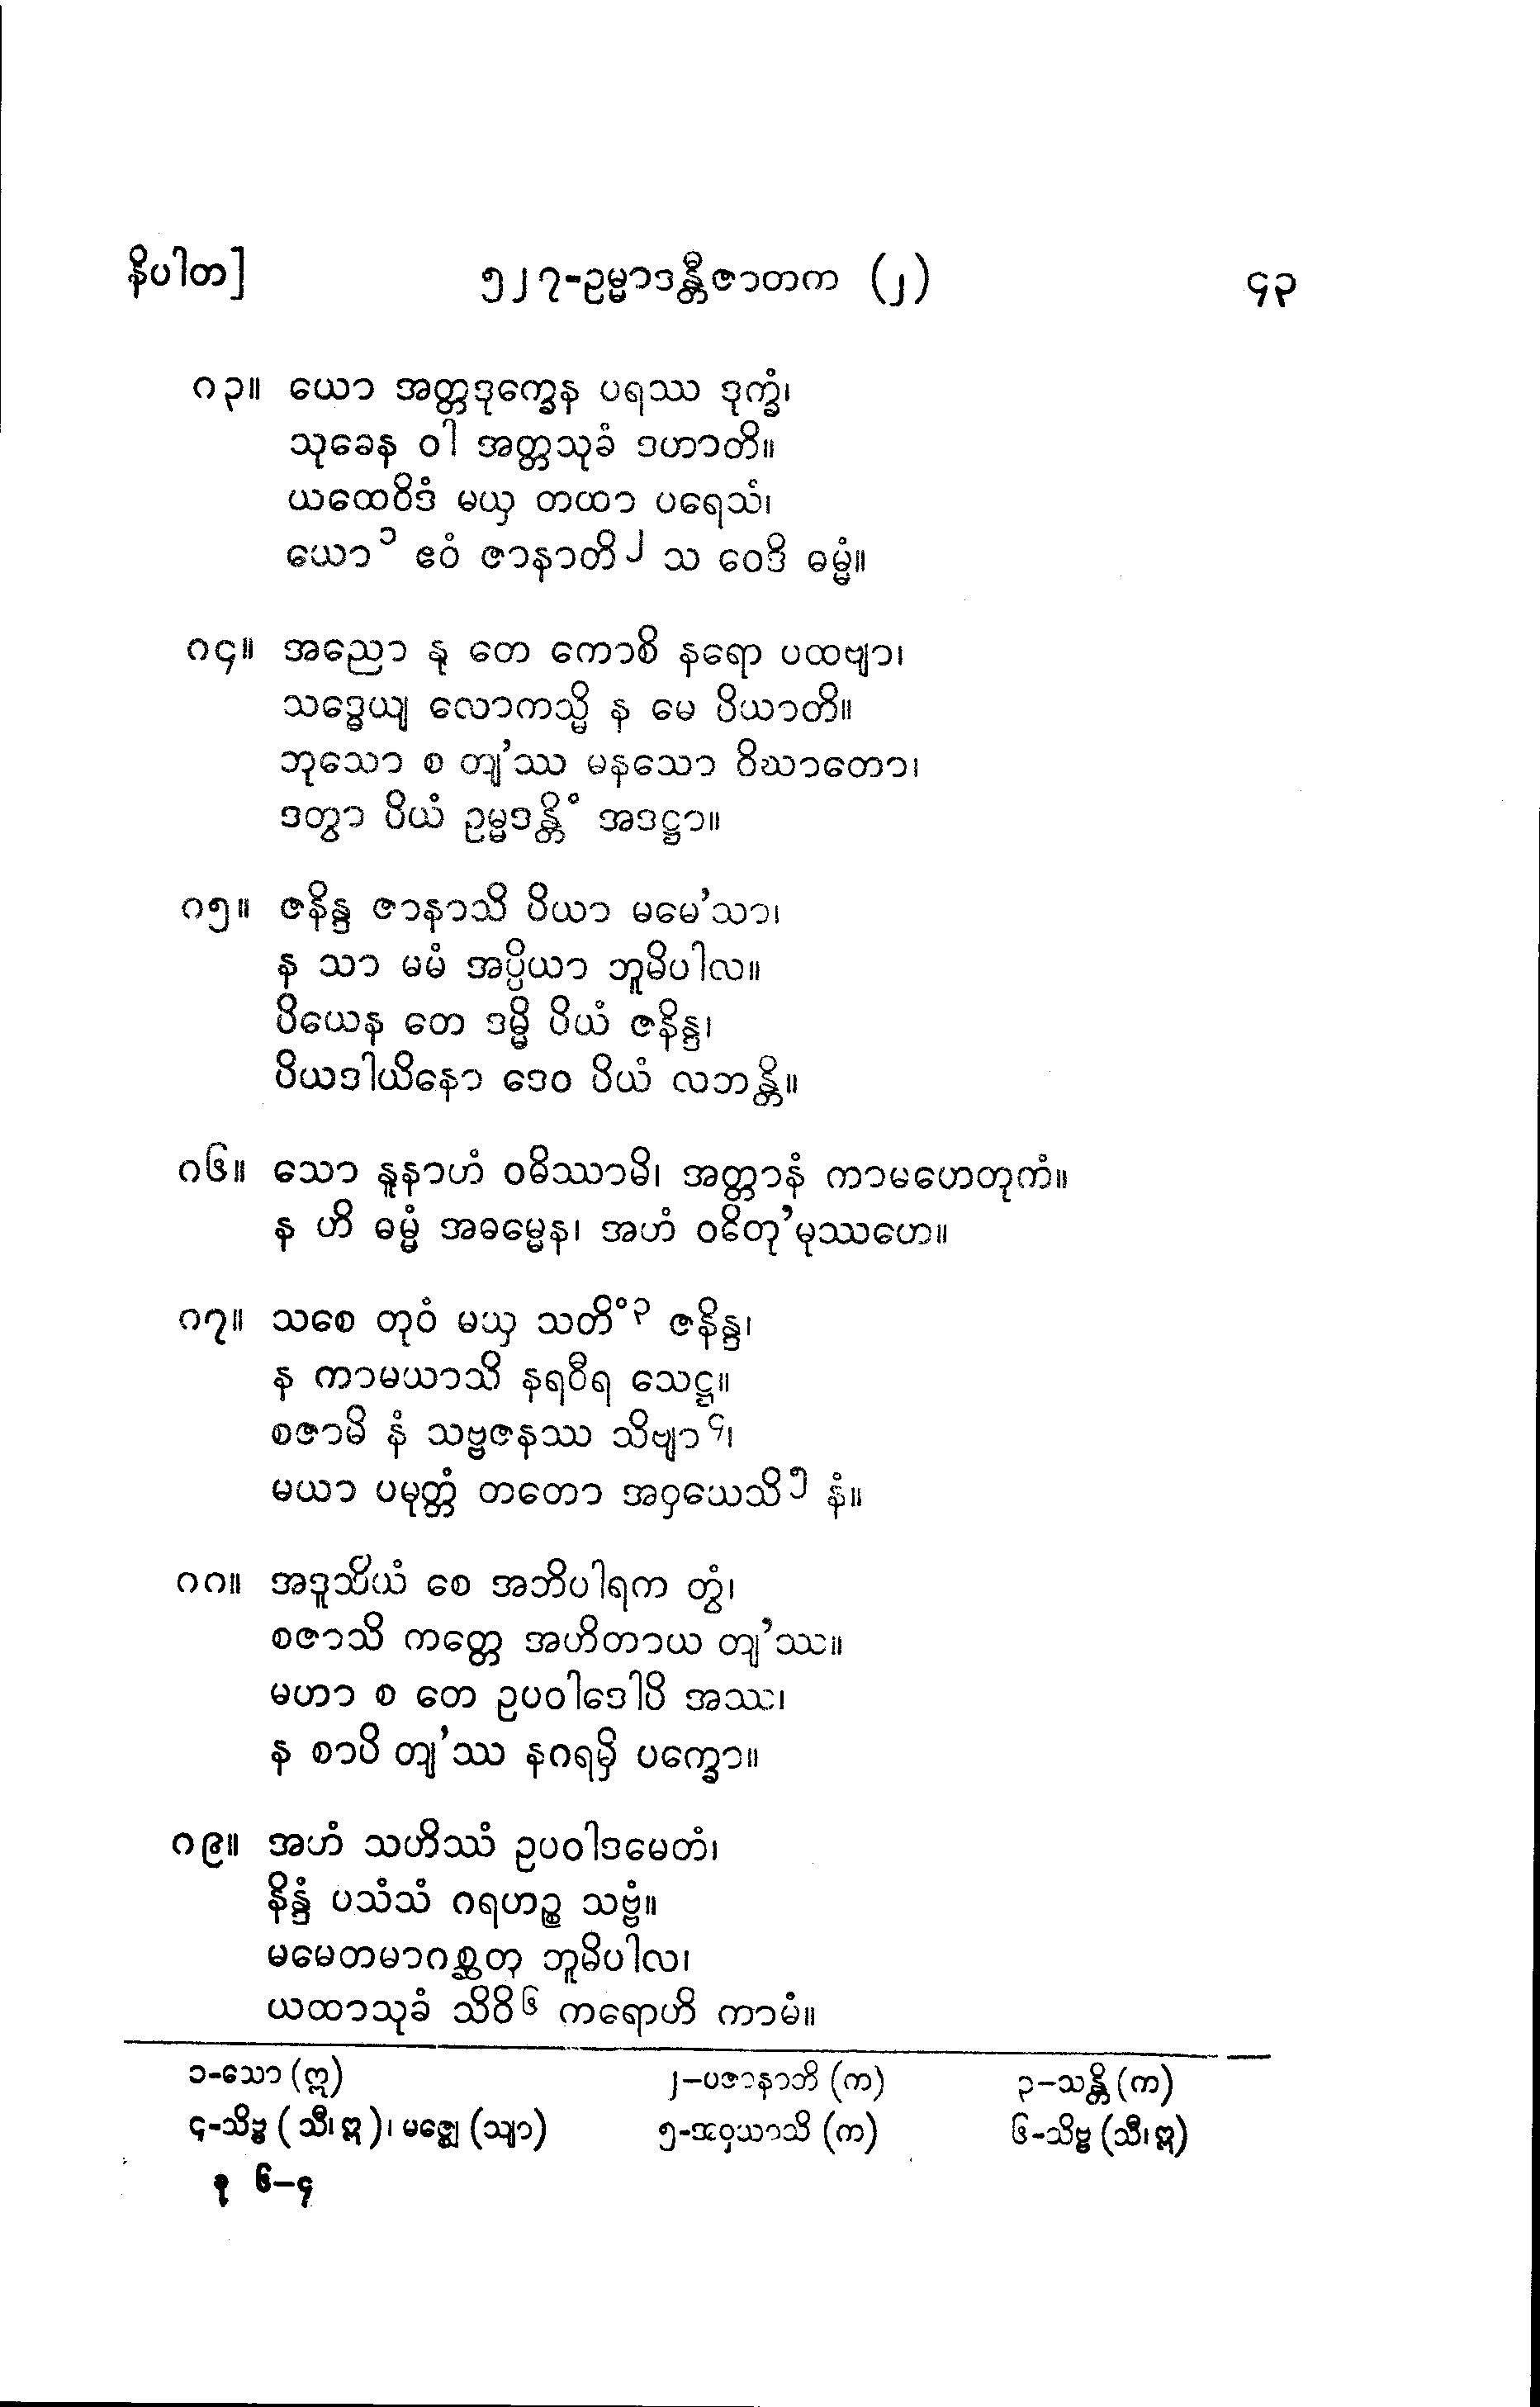 နိပါတ] ၅၂၇-ဥမ္မာဒန္တီဇာတက (၂) ၄၃
၈၃။ ယော အတ္တဒုက္ခေန ပရဿ ဒုက္ခံ၊
သုခေန ဝါ အတ္တသုခံ ဒဟာတိ။
ယထေဝိဒံ မယှ တထာ ပရေသံ၊
ယော၁ ဧဝံ ဇာနာတိ၂ သ ဝေဒိ ဓမ္မံ။
၈၄။ အညော နု တေ ကောစိ နရော ပထဗျာ၊
သဒ္ဓေယျ လောကသ္မိ န မေ ပိယာတိ။
ဘုသော စ တျ’ဿ မနသော ဝိဃာတော၊
ဒတွာ ပိယံ ဥမ္မဒန္တိံ အဒဋ္ဌာ။
၈၅။ ဇနိန္ဒ ဇာနာသိ ပိယာ မမေ’သာ၊
န သာ မမံ အပ္ပိယာ ဘူမိပါလ။
ပိယေန တေ ဒမ္မိ ပိယံ ဇနိန္ဒ၊
ပိယဒါယိနော ဒေဝ ပိယံ လဘန္တိ။
၈၆။ သော နူနာဟံ ဝဓိဿာမိ၊ အတ္တာနံ ကာမဟေတုကံ။
န ဟိ ဓမ္မံ အဓမ္မေန၊ အဟံ ဝဓိတု’မုဿဟေ။
၈၇။ သစေ တုဝံ မယှ သတိံ၃ ဇနိန္ဒ၊
န ကာမယာသိ နရဝီရ သေဋ္ဌ။
စဇာမိ နံ သဗ္ဗဇနဿ သိဗျာ၄၊
မယာ ပမုတ္တံ တတော အဝှယေသိ၅ နံ။
၈၈။ အဒူသိယံ စေ အဘိပါရက တွံ၊
စဇာသိ ကတ္တေ အဟိတာယ တျ’ဿ။
မဟာ စ တေ ဥပဝါဒေါပိ အဿ၊
န စာပိ တျ’ဿ နဂရမှိ ပက္ခော။
၈၉။ အဟံ သဟိဿံ ဥပဝါဒမေတံ၊
နိန္ဒံ ပသံသံ ဂရဟဉ္စ သဗ္ဗံ။
မမေတမာဂစ္ဆတု ဘူမိပါလ၊
ယထာသုခံ သိဝိ၆ ကရောဟိ ကာမံ။
၁-သော (ဣ) ၂-ပဇာနာဘိ (က) ၃-သန္တိ (က)
၄-သိဗ္ဗ (သီ၊ ဣ)၊ မဇ္ဈေ (သျာ) ၅-အဝှယာသိ (က) ၆-သိဗ္ဗ (သီ၊ ဣ)
နု ၆-၄